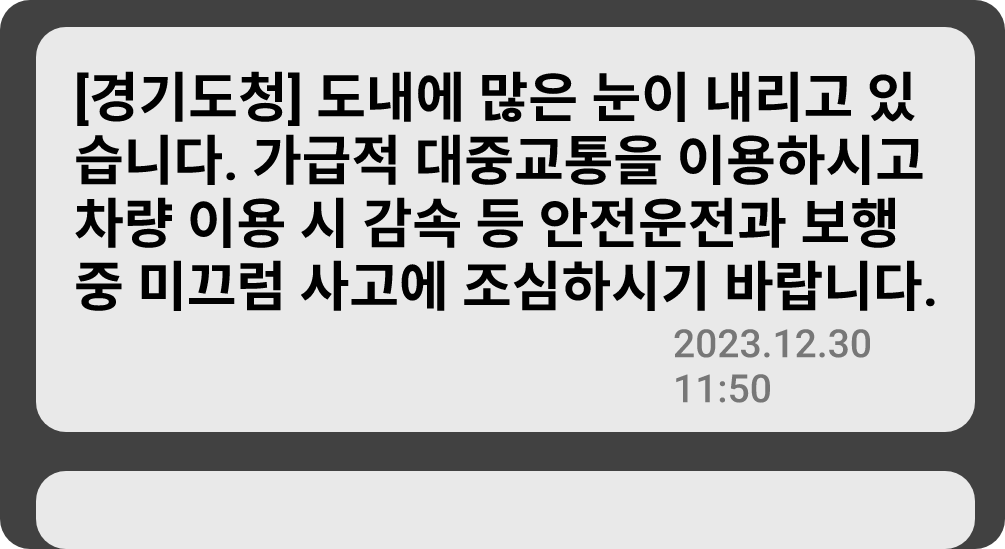 [경기도청] 도내에 많은 눈이 내리고 있
습니다. 가급적 대중교통을 이용하시고
차량 이용 시 감속 등 안전운전과 보행
중 미끄럼 사고에 조심하시기 바랍니다.
2023.12.30
11:50